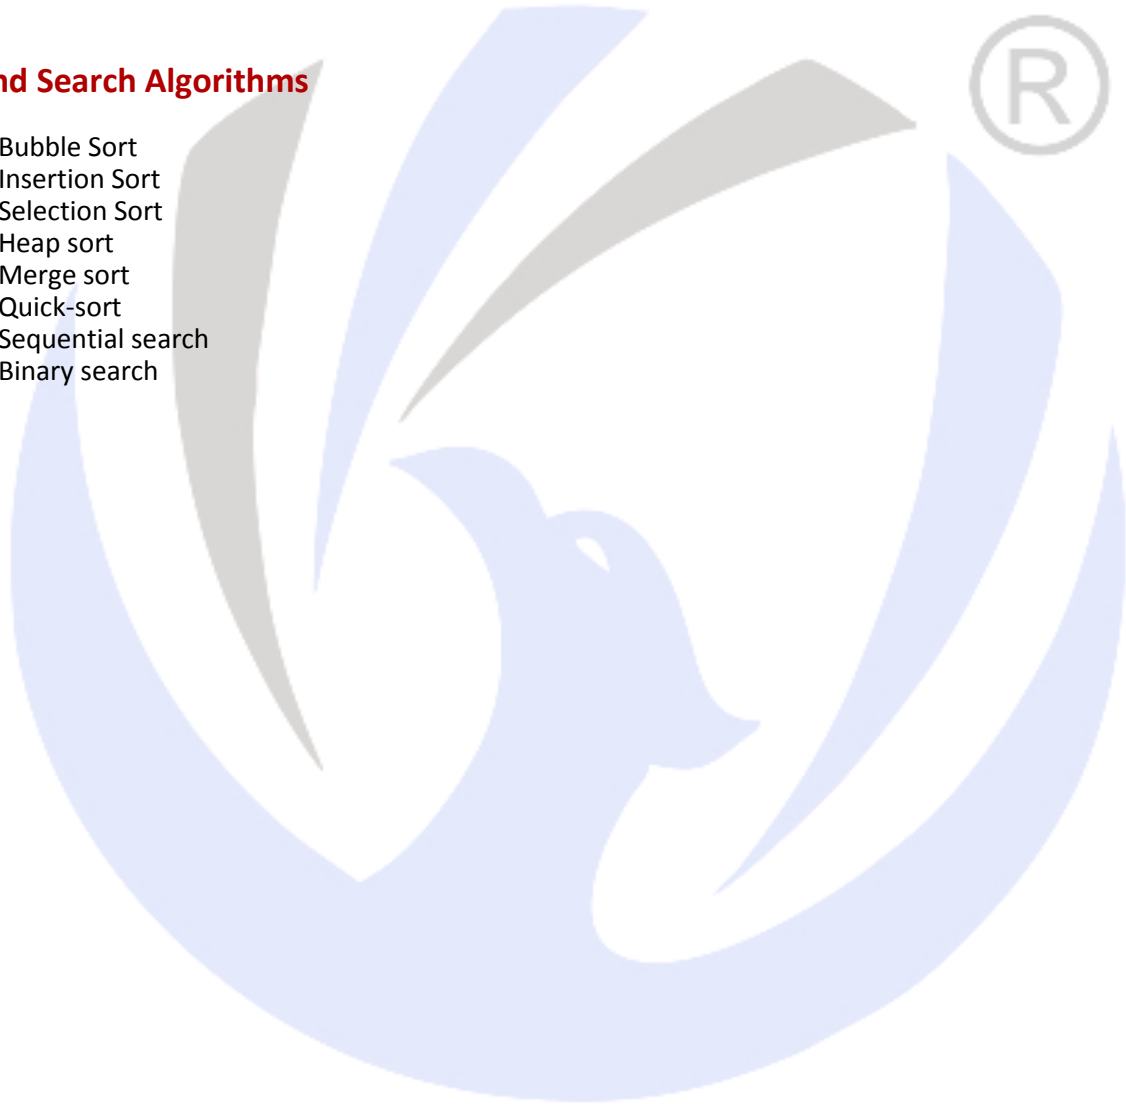 nd Search Algorithms
Bubble Sort
Insertion Sort
Selection Sort
Heap sort
Merge sort
Quick-sort
Sequential search
Binary search
®